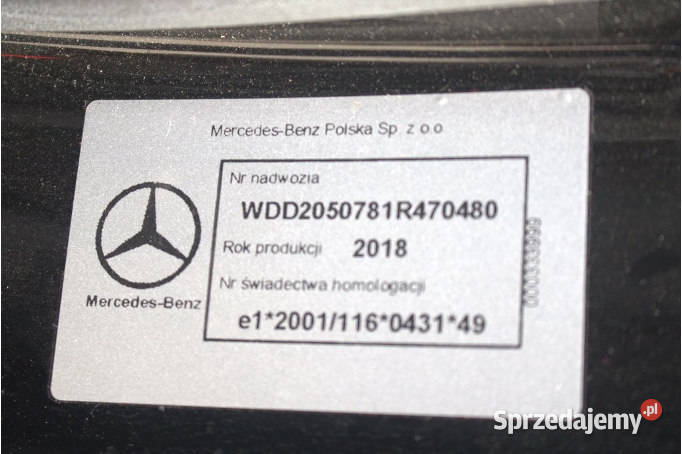 Mercedes-Benz Polska Sp. z o.o.
Nr nadwozia
WDD2050781R470480
Rok produkcji 2018
Nr świadectwa homologacji
e1*2001/116*0431*49
Mercedes-Benz
000333999
Sprzedajemy.pl